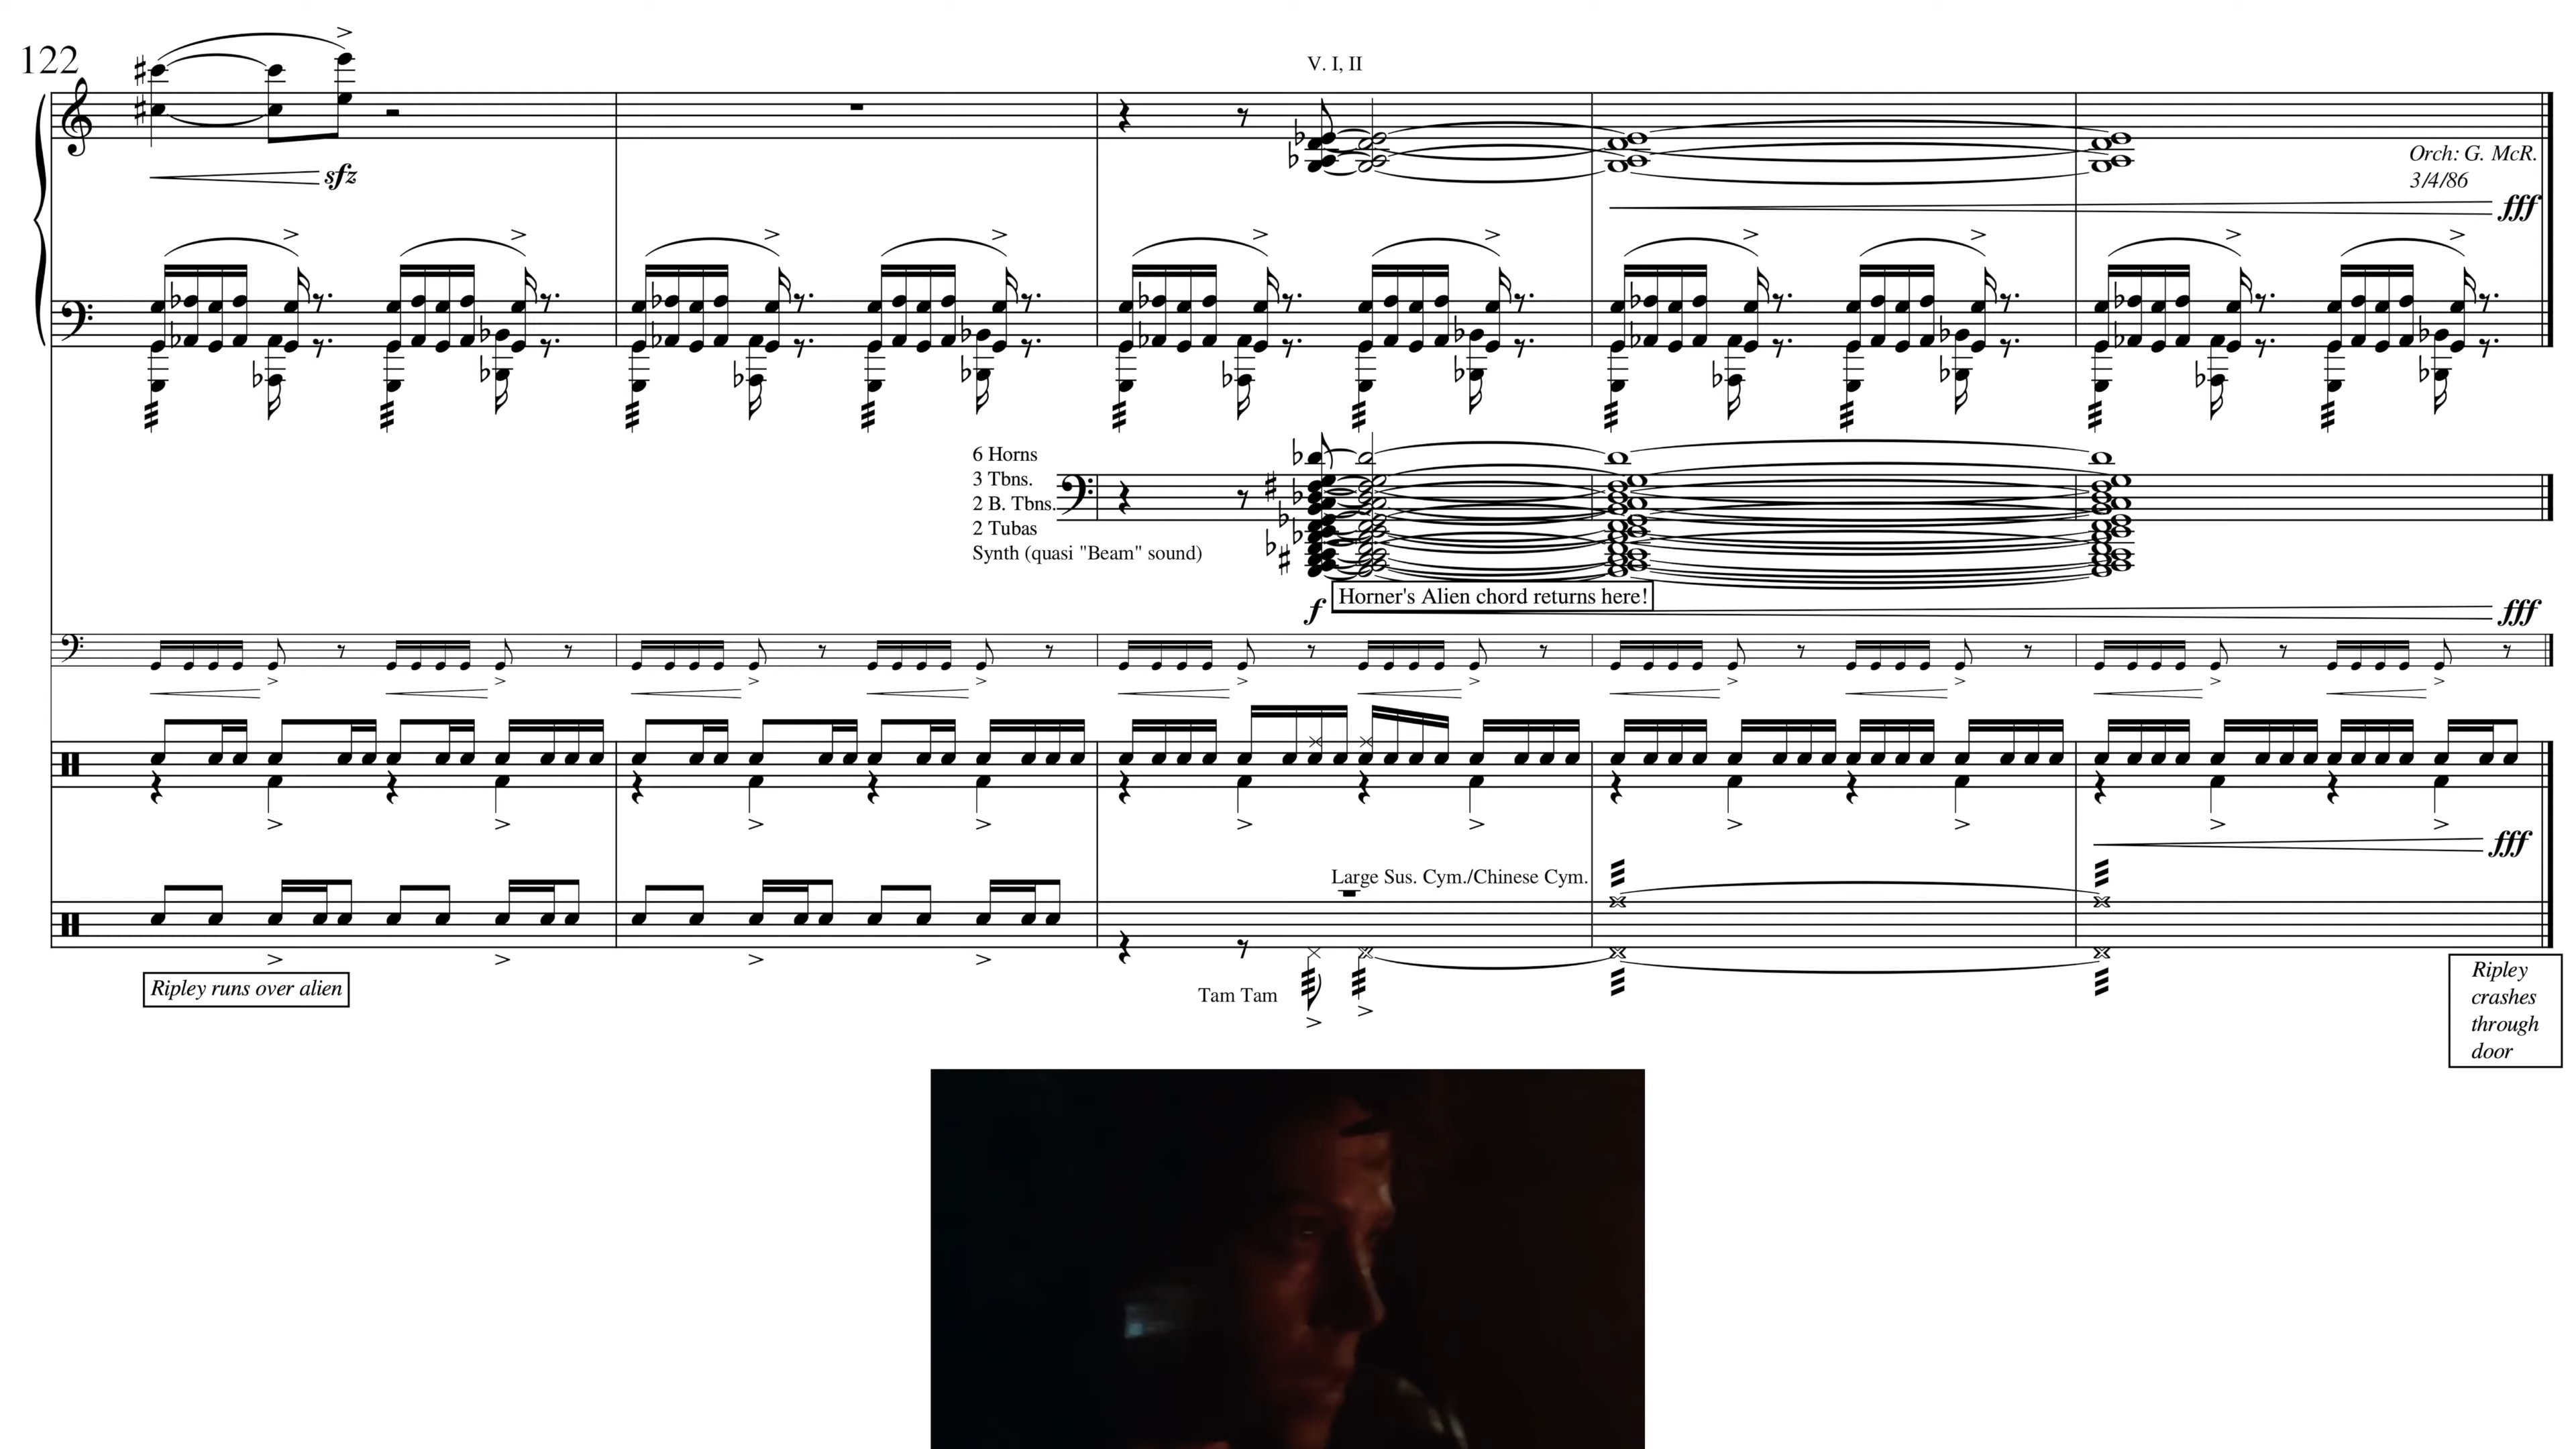 122
V. I, II
sfz
Orch: G. McR.
3/4/86
fff
6 Horns
3 Tbns.
2 B. Tbns.
2 Tubas
Synth (quasi "Beam" sound)
f
Horner's Alien chord returns here!
fff
fff
Large Sus. Cym./Chinese Cym.
Ripley runs over alien
Tam Tam
Ripley
crashes
through
door